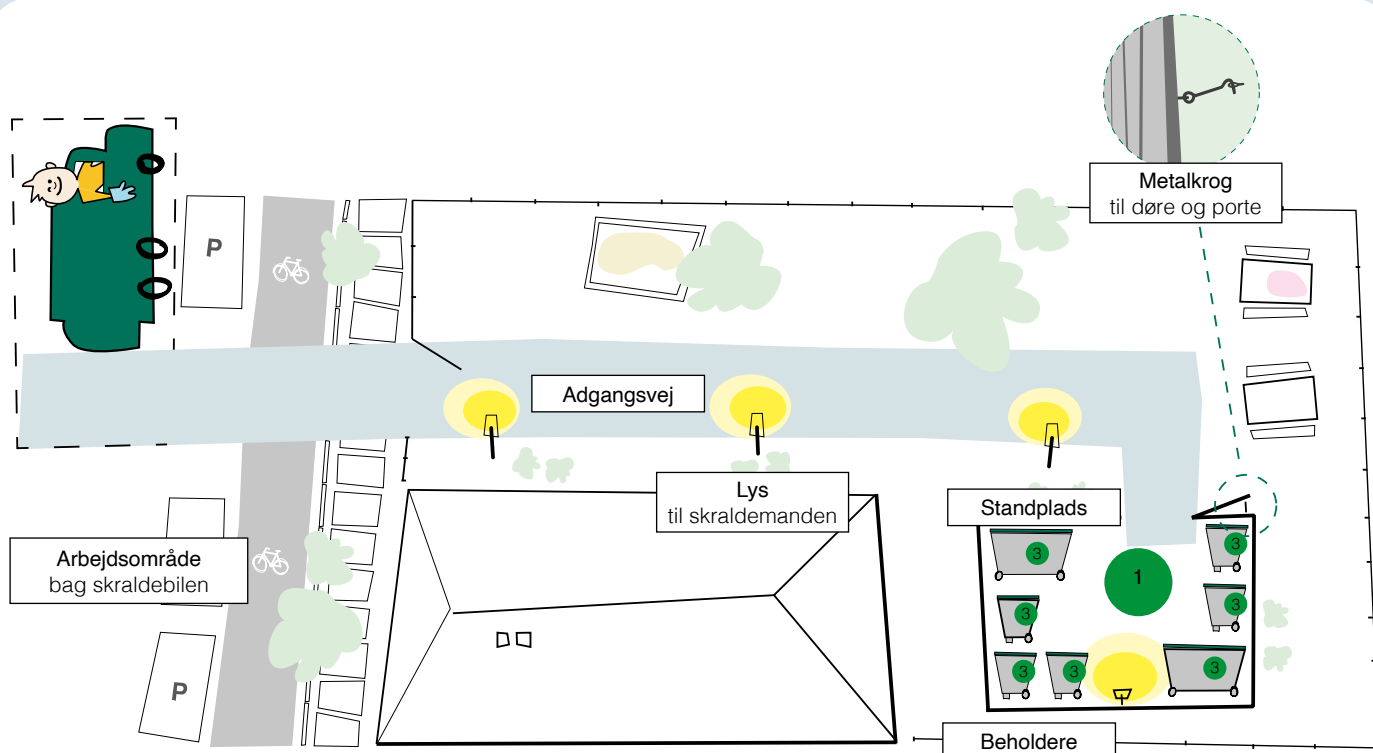 Metalkrog
til døre og porte
P
Adgangsvej
Lys
til skraldemanden
Standplads
Arbejdsområde
bag skraldebilen
3
3
1
3
3
3
3
3
P
Beholdere